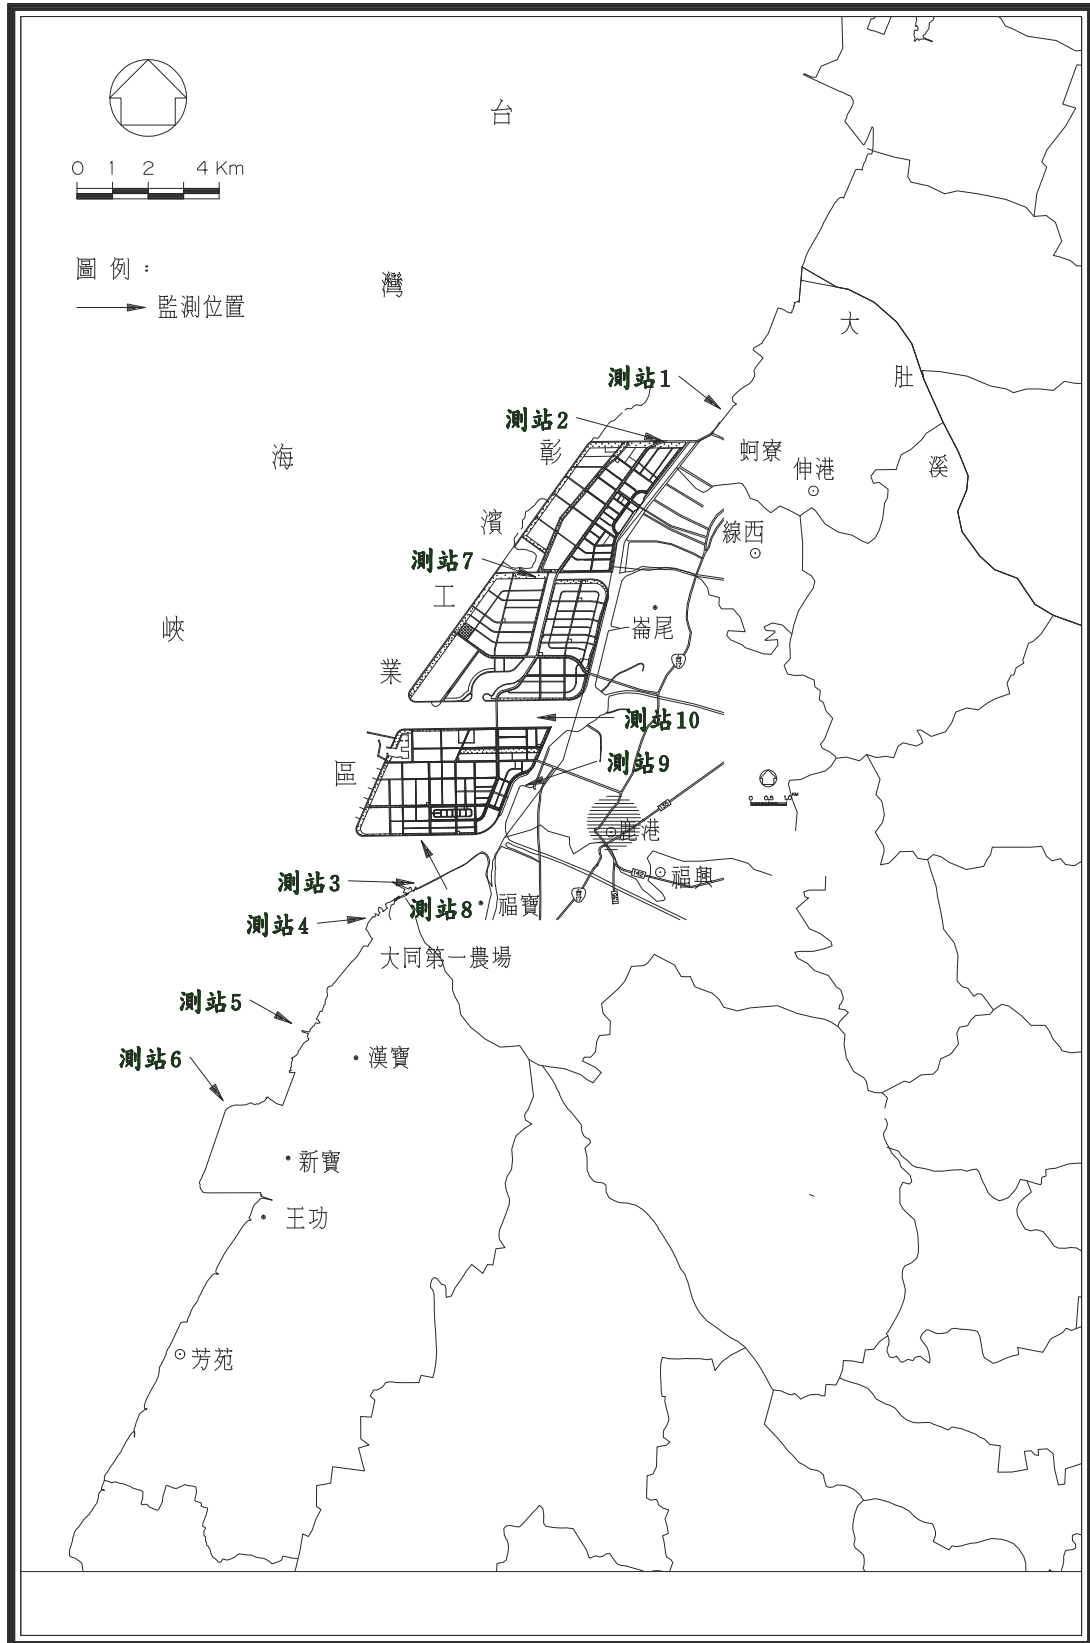 台
0 1 2 4 Km
圖 例 :
灣
監測位置
大
肚
測站1
測站2
彰
蚵寮
海
伸港
溪
濱
線西
測站7
工
崙尾
峽
業
測站10
測站9
區
鹿港
福興
測站3
測站8
福寶
測站4
大同第一農場
測站5
測站6
漢寶
新寶
王功
芳苑